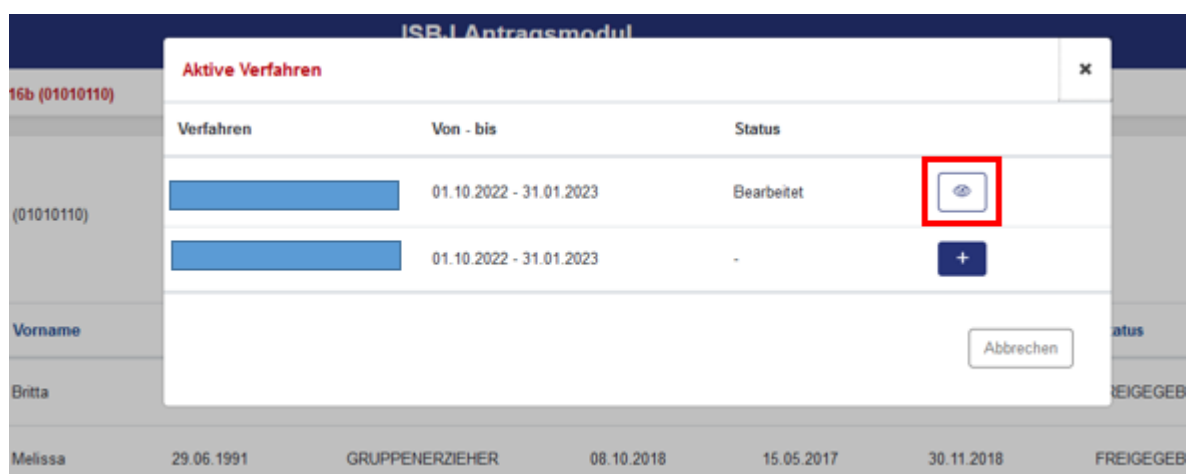 ISBJ Antragsmodul
Aktive Verfahren ×
16b (01010110)
Verfahren Von - bis Status
01.10.2022 - 31.01.2023 Bearbeitet
(01010110)
01.10.2022 - 31.01.2023 - +
Vorname atus
Abbrechen
Britta REIGEGEB
Melissa 29.06.1991 GRUPPENERZIEHER 08.10.2018 15.05.2017 30.11.2018 FREIGEGEB